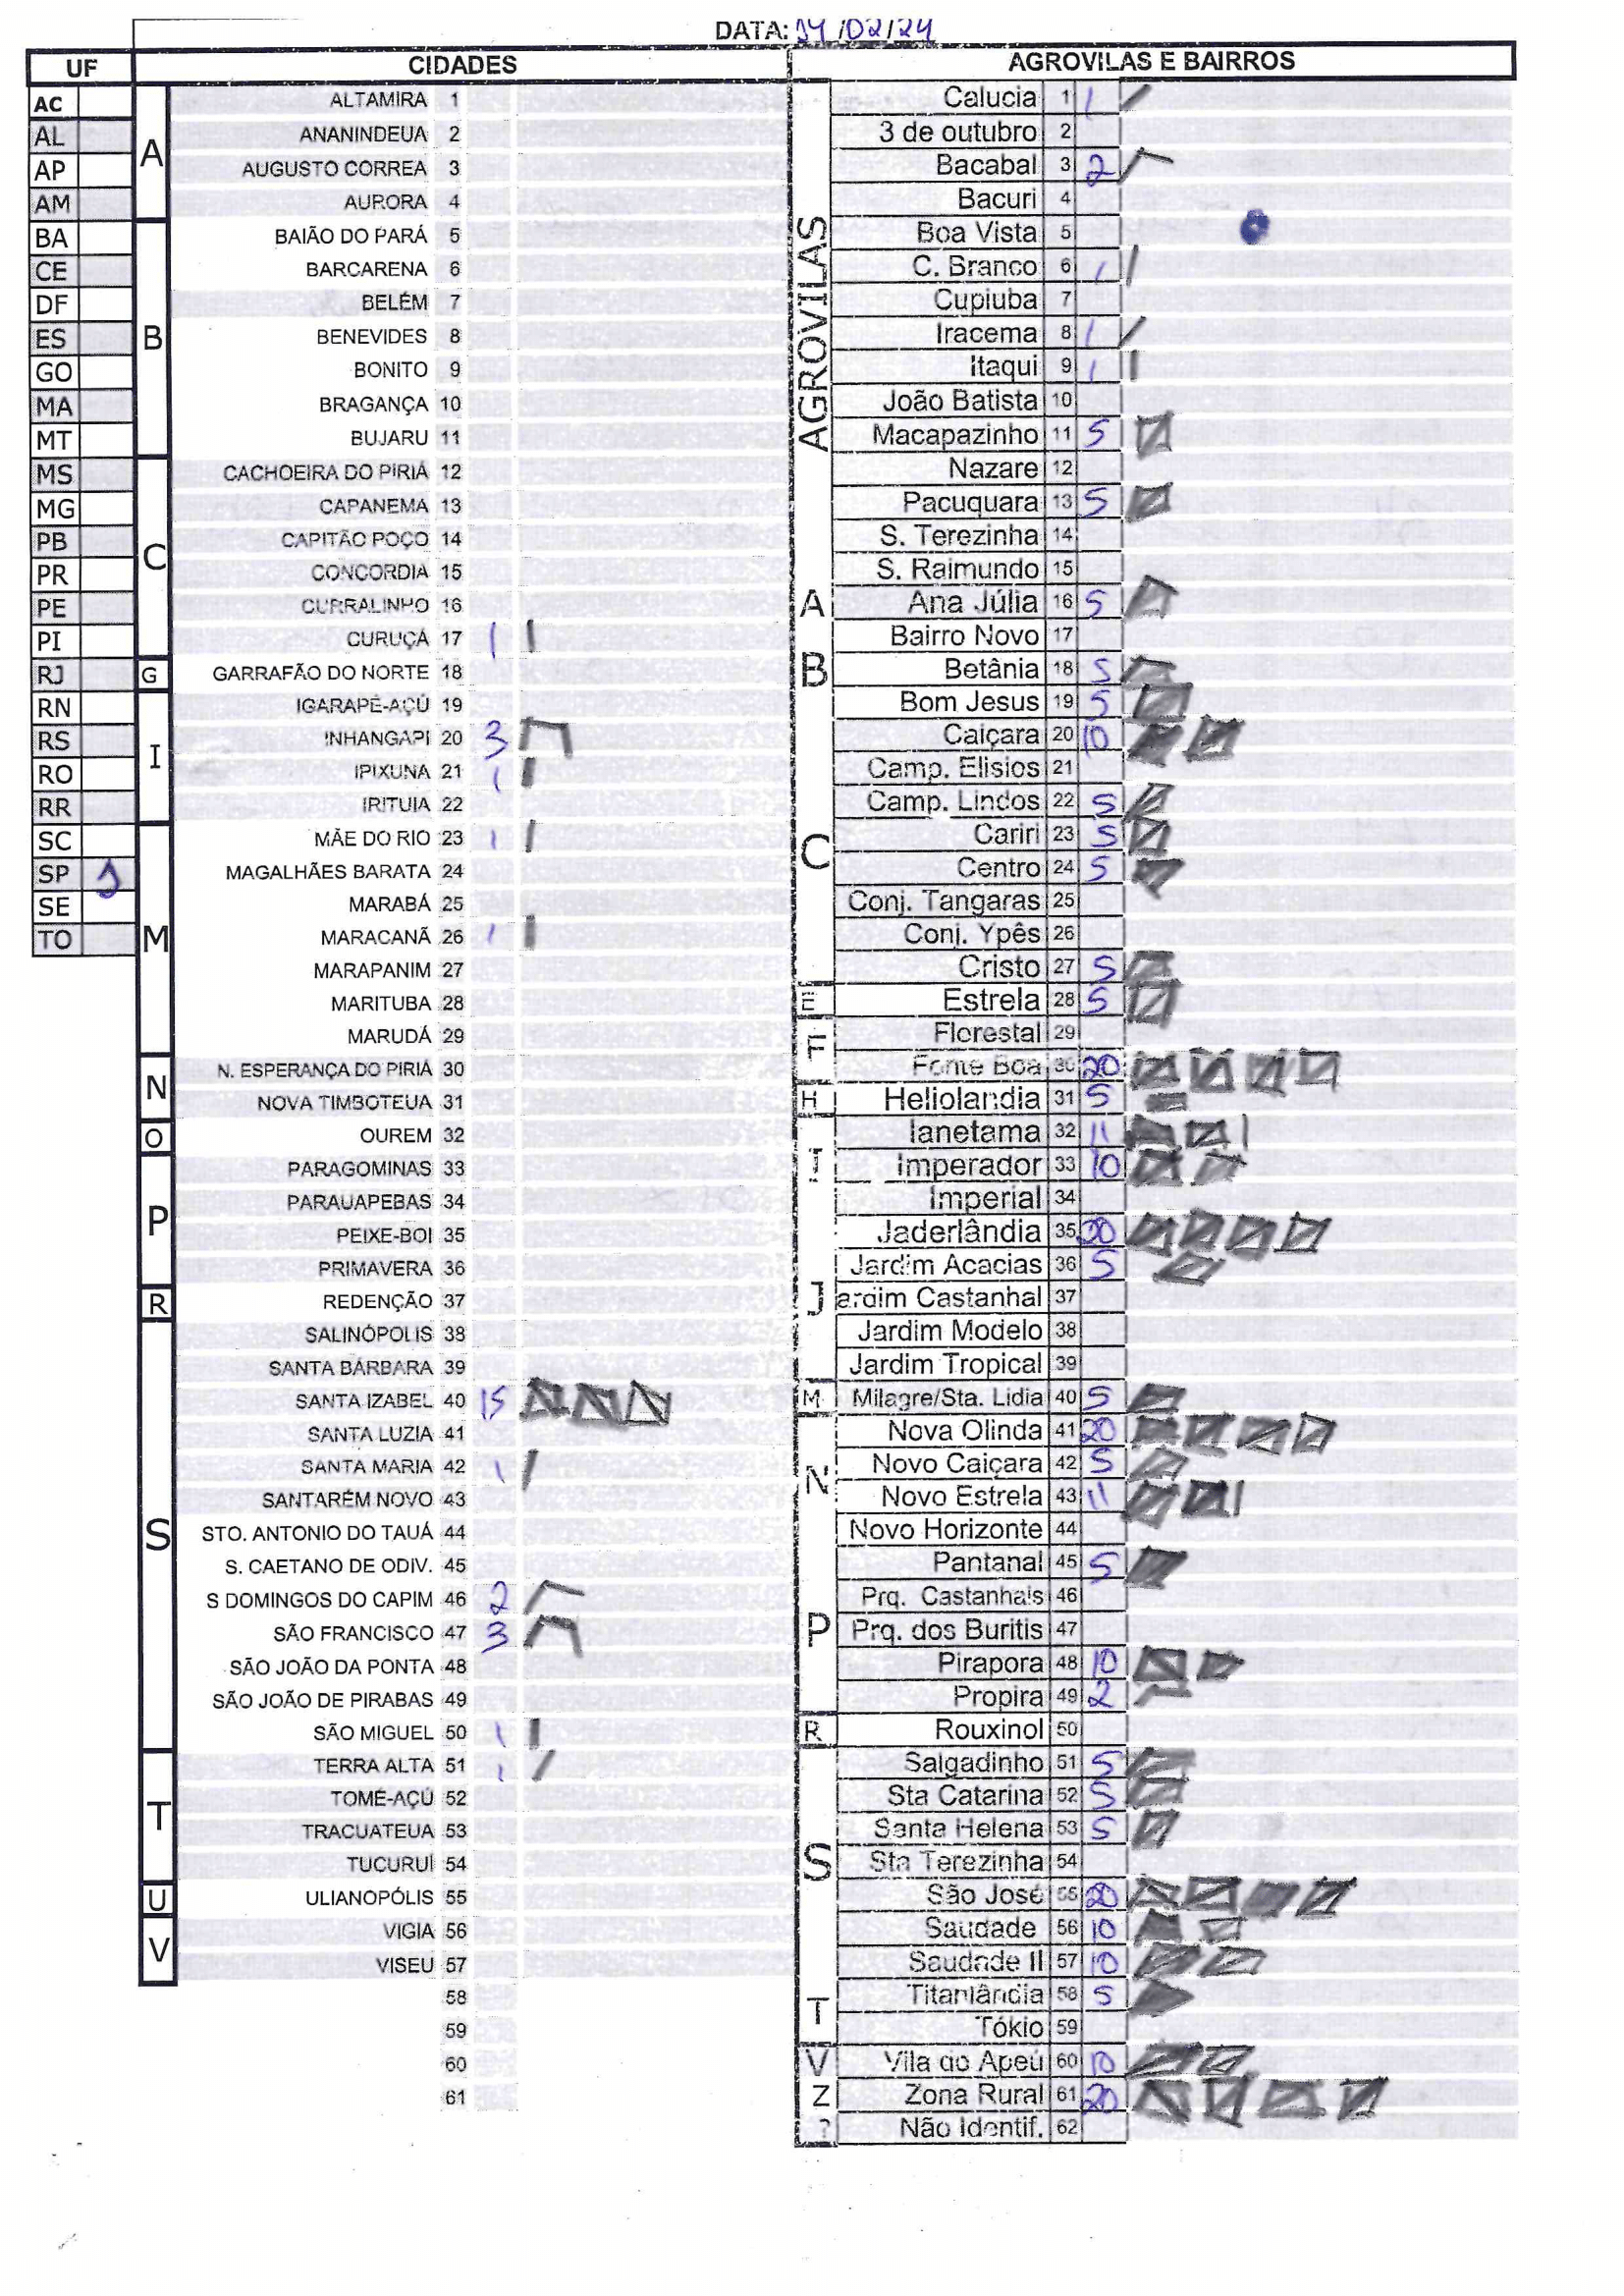 DATA: 14/02/24
UF
CIDADES
AGROVILAS E BAIRROS
AC
AL
AP
AM
BA
CE
DF
ES
GO
MA
MT
MS
MG
PB
PR
PE
PI
RJ
RN
RS
RO
RR
SC
SP 1
SE
TO
A
ALTAMIRA 1
ANANINDEUA 2
AUGUSTO CORREA 3
AURORA 4
B
BAIÃO DO PARÁ 5
BARCARENA 6
BELÉM 7
BENEVIDES 8
BONITO 9
BRAGANÇA 10
BUJARU 11
C
CACHOEIRA DO PIRIÁ 12
CAPANEMA 13
CAPITÃO POÇO 14
CONCORDIA 15
CURRALINHO 16
CURUÇÁ 17 1
G
GARRAFÃO DO NORTE 18
I
IGARAPÉ-AÇÚ 19
INHANGAPI 20 3
IPIXUNA 21 1
IRITUIA 22
M
MÃE DO RIO 23 1
MAGALHÃES BARATA 24
MARABÁ 25
MARACANÃ 26 1
MARAPANIM 27
MARITUBA 28
MARUDÁ 29
N
N. ESPERANÇA DO PIRIÁ 30
NOVA TIMBOTEUA 31
O
OUREM 32
P
PARAGOMINAS 33
PARAUAPEBAS 34
PEIXE-BOI 35
PRIMAVERA 36
R
REDENÇÃO 37
S
SALINÓPOLIS 38
SANTA BÁRBARA 39
SANTA IZABEL 40 15
SANTA LUZIA 41
SANTA MARIA 42 1
SANTARÉM NOVO 43
STO. ANTONIO DO TAUÁ 44
S. CAETANO DE ODIV. 45
S DOMINGOS DO CAPIM 46 2
SÃO FRANCISCO 47 3
SÃO JOÃO DA PONTA 48
SÃO JOÃO DE PIRABAS 49
SÃO MIGUEL 50 1
T
TERRA ALTA 51 1
TOMÉ-AÇÚ 52
TRACUATEUA 53
TUCURUÍ 54
U
ULIANOPÓLIS 55
V
VIGIA 56
VISEU 57
58
59
60
61
AGROVILAS
Calucia 1 1
3 de outubro 2
Bacabal 3 2
Bacuri 4
Boa Vista 5
C. Branco 6 1
Cupiuba 7
Iracema 8 1
Itaqui 9 1
João Batista 10
Macapazinho 11 5
Nazare 12
Pacuquara 13 5
S. Terezinha 14
S. Raimundo 15
A
Ana Júlia 16 5
B
Bairro Novo 17
Betânia 18 5
Bom Jesus 19 5
C
Caiçara 20 10
Camp. Elisios 21
Camp. Lindos 22 5
Cariri 23 5
Centro 24 5
Conj. Tangaras 25
Conj. Ypês 26
Cristo 27 5
E
Estrela 28 5
F
Florestal 29
Fonte Boa 30 20
H
Heliolandia 31 5
I
Ianetama 32 11
Imperador 33 10
Imperial 34
J
Jaderlândia 35 20
Jardim Acacias 36 5
ardim Castanhal 37
Jardim Modelo 38
Jardim Tropical 39
M
Milagre/Sta. Lidia 40 5
N
Nova Olinda 41 20
Novo Caiçara 42 5
Novo Estrela 43 11
Novo Horizonte 44
P
Pantanal 45 5
Prq. Castanhais 46
Prq. dos Buritis 47
Pirapora 48 10
Propira 49 2
R
Rouxinol 50
S
Salgadinho 51 5
Sta Catarina 52 5
Santa Helena 53 5
Sta Terezinha 54
São José 55 20
Saudade 56 10
Saudade II 57 10
T
Titanlândia 58 5
Tókio 59
V
Vila do Apeú 60 10
Z
Zona Rural 61 20
?
Não Identif. 62